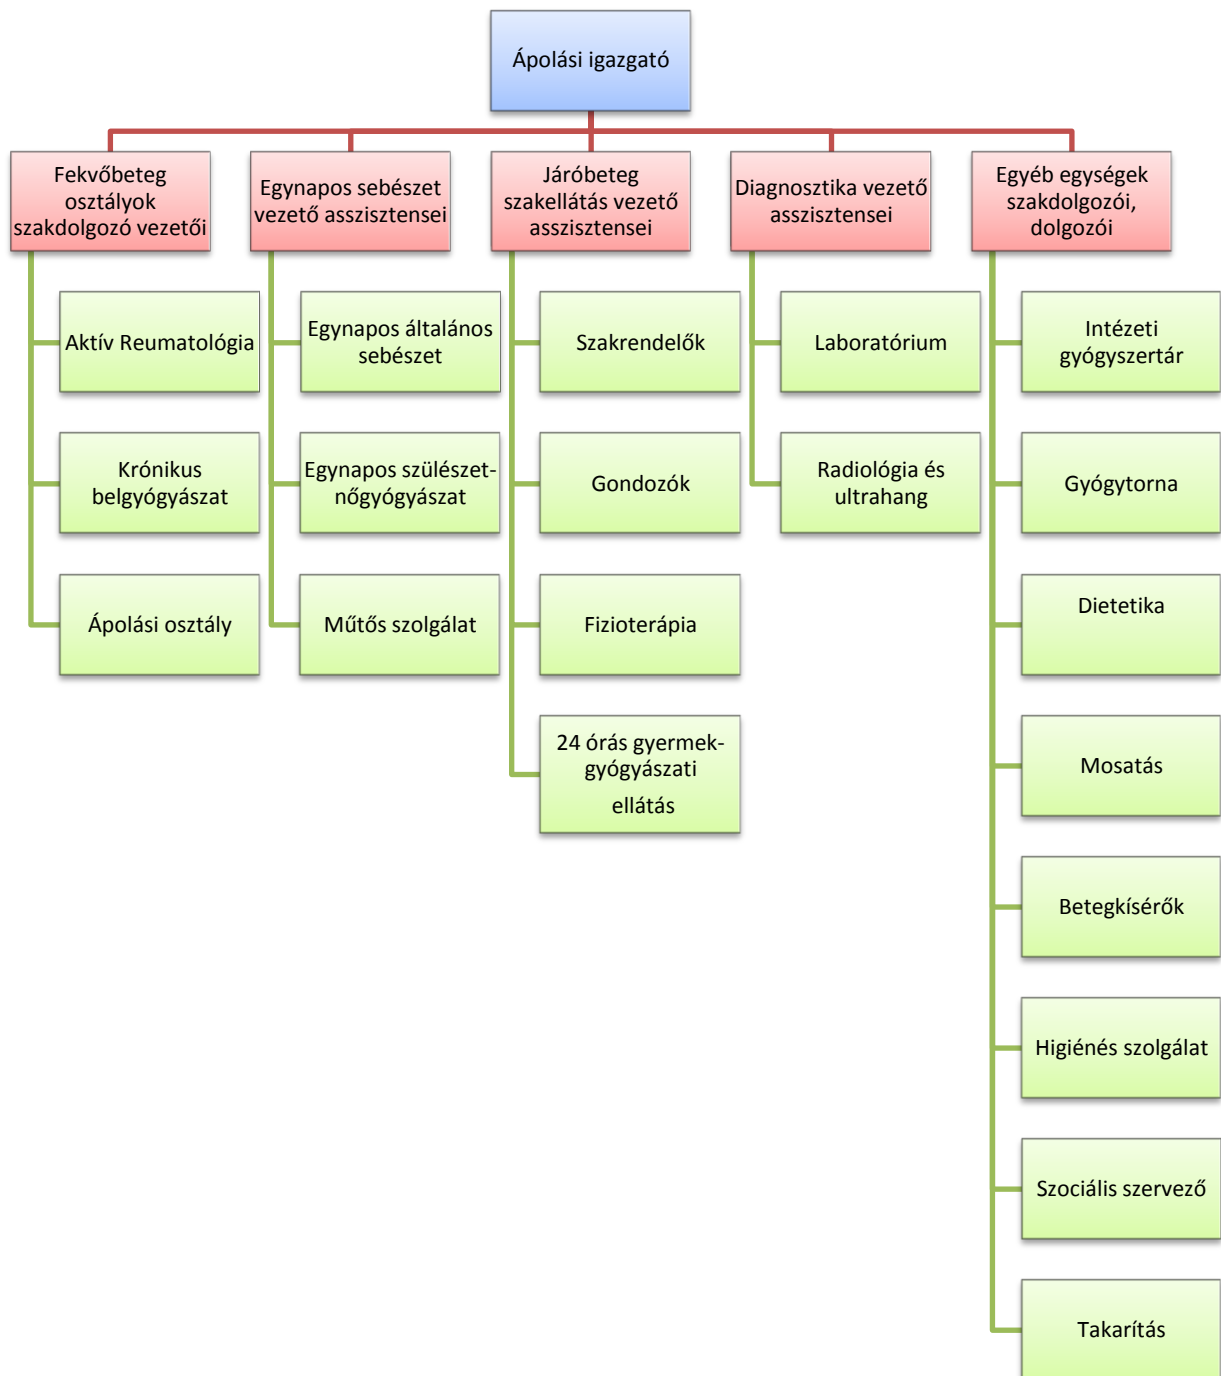 Ápolási igazgató
Fekvőbeteg
osztályok
szakdolgozó vezetői
Egynapos sebészet
vezető asszisztensei
Járóbeteg
szakellátás vezető
asszisztensei
Diagnosztika vezető
asszisztensei
Egyéb egységek
szakdolgozói,
dolgozói
Aktív Reumatológia
Krónikus
belgyógyászat
Ápolási osztály
Egynapos általános
sebészet
Egynapos szülészet-
nőgyógyászat
Műtős szolgálat
Szakrendelők
Gondozók
Fizioterápia
24 órás gyermek-
gyógyászati
ellátás
Laboratórium
Radiológia és
ultrahang
Intézeti
gyógyszertár
Gyógytorna
Dietetika
Mosatás
Betegkísérők
Higiénés szolgálat
Szociális szervező
Takarítás